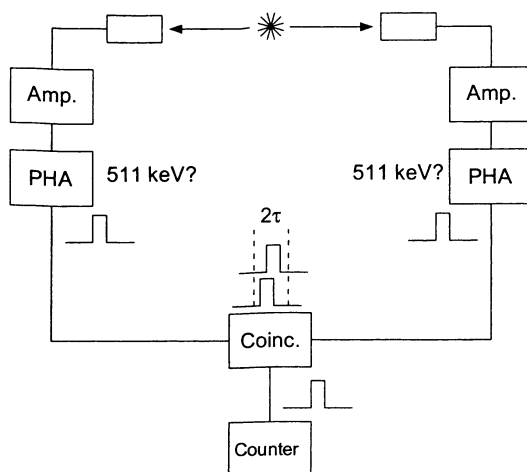 Amp.
Amp.
PHA
511 keV?
511 keV?
PHA
2τ
Coinc.
Counter